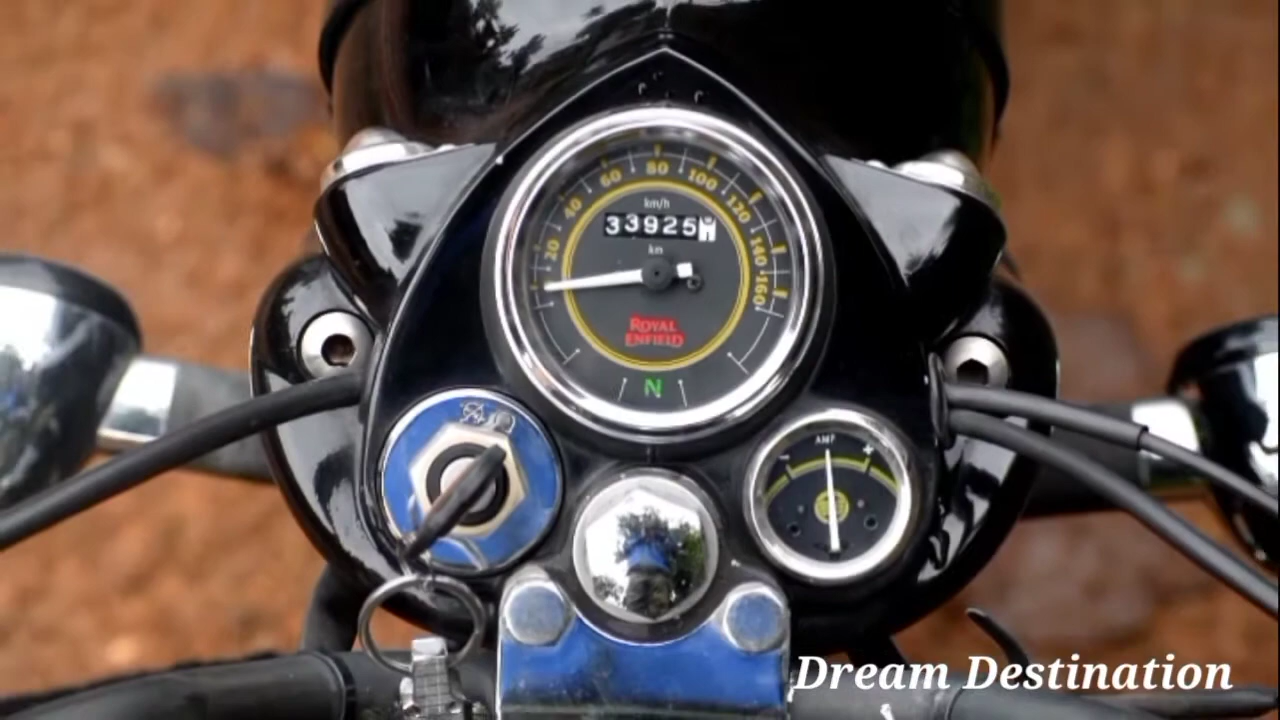 20
40
60
80
100
120
140
160
km/h
33925
km
ROYAL
ENFIELD
N
AMP
- +
Dream Destination